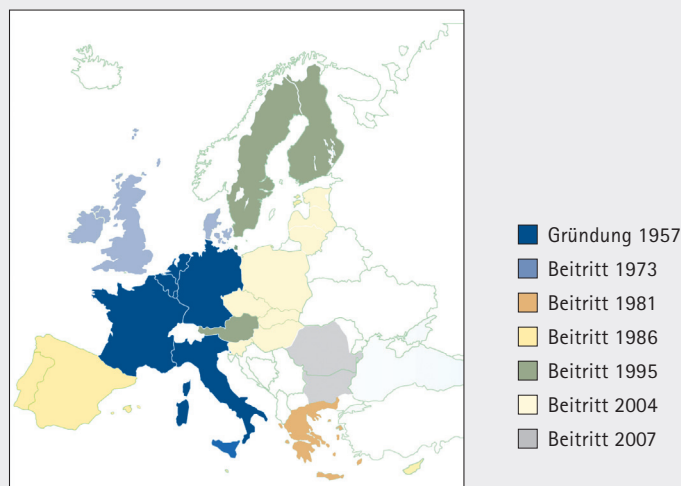 Gründung 1957
Beitritt 1973
Beitritt 1981
Beitritt 1986
Beitritt 1995
Beitritt 2004
Beitritt 2007